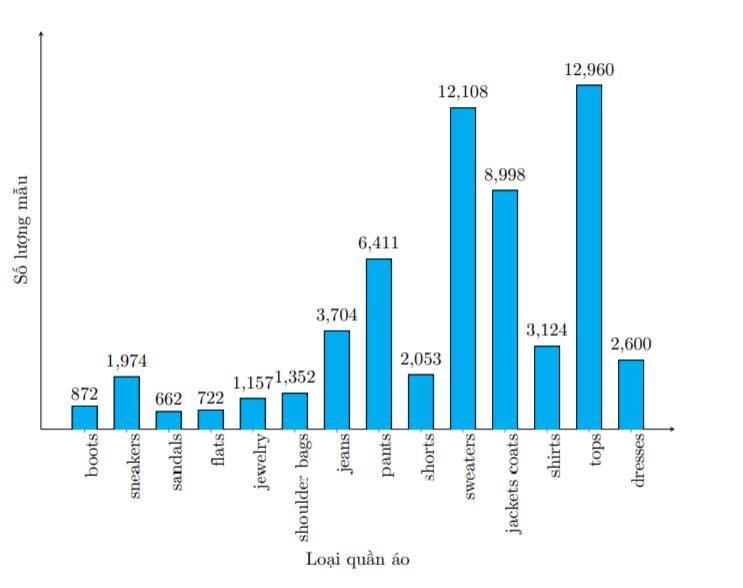 12,960
12,108
8,998
6,411
3,704
3,124
2,600
2,053
1,974
1,352
1,157
872
722
662
Số lượng mẫu
boots
sneakers
sandals
flats
jewelry
shoulder bags
jeans
pants
shorts
sweaters
jackets coats
shirts
tops
dresses
Loại quần áo